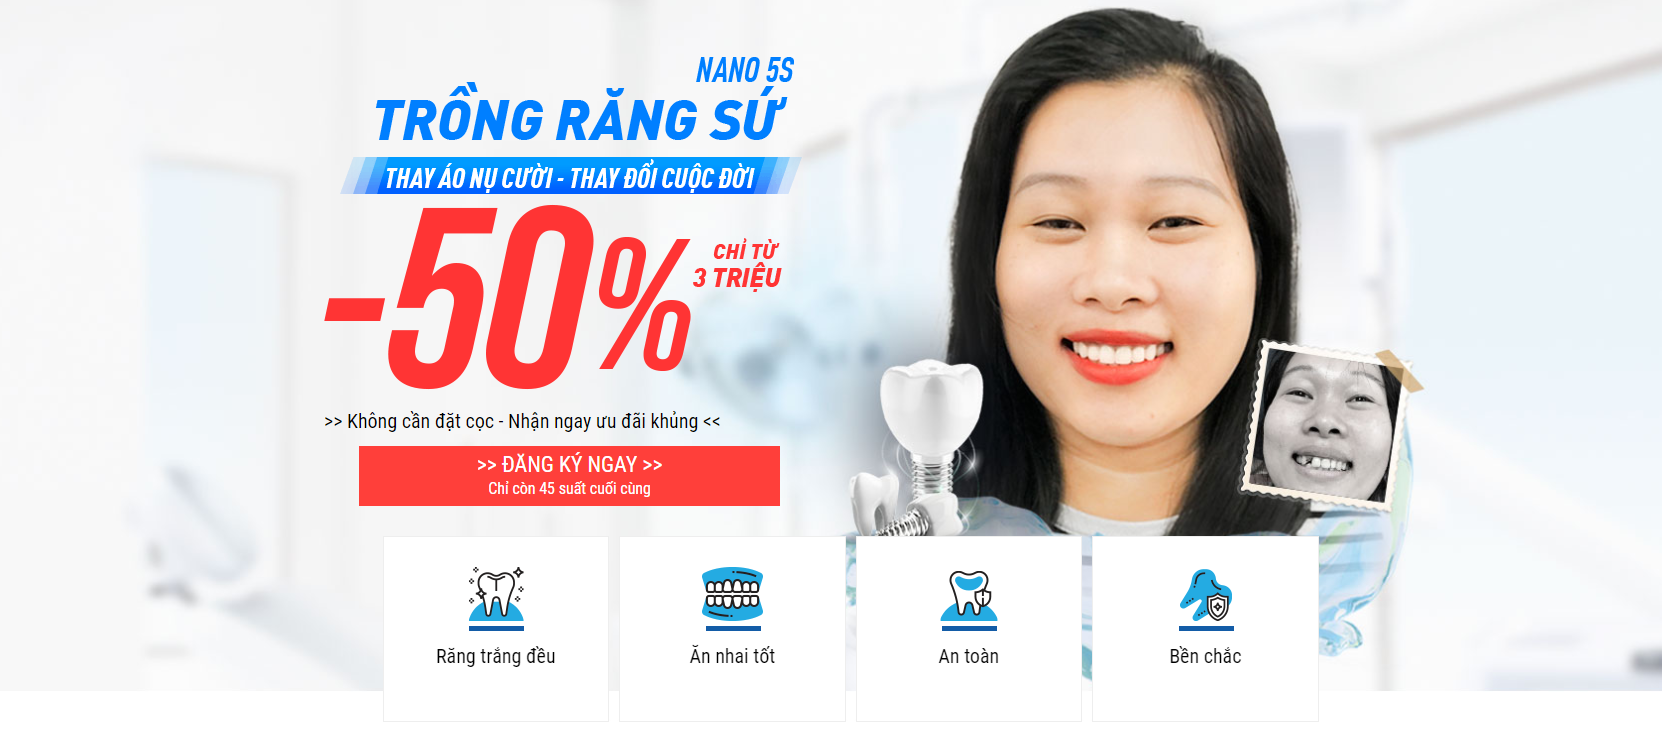 NANO 5S
TRỒNG RĂNG SỨ
THAY ÁO NỤ CƯỜI - THAY ĐỔI CUỘC ĐỜI
-50%
CHỈ TỪ
3 TRIỆU
>> Không cần đặt cọc - Nhận ngay ưu đãi khủng <<
>> ĐĂNG KÝ NGAY >>
Chỉ còn 45 suất cuối cùng
Răng trắng đều
Ăn nhai tốt
An toàn
Bền chắc